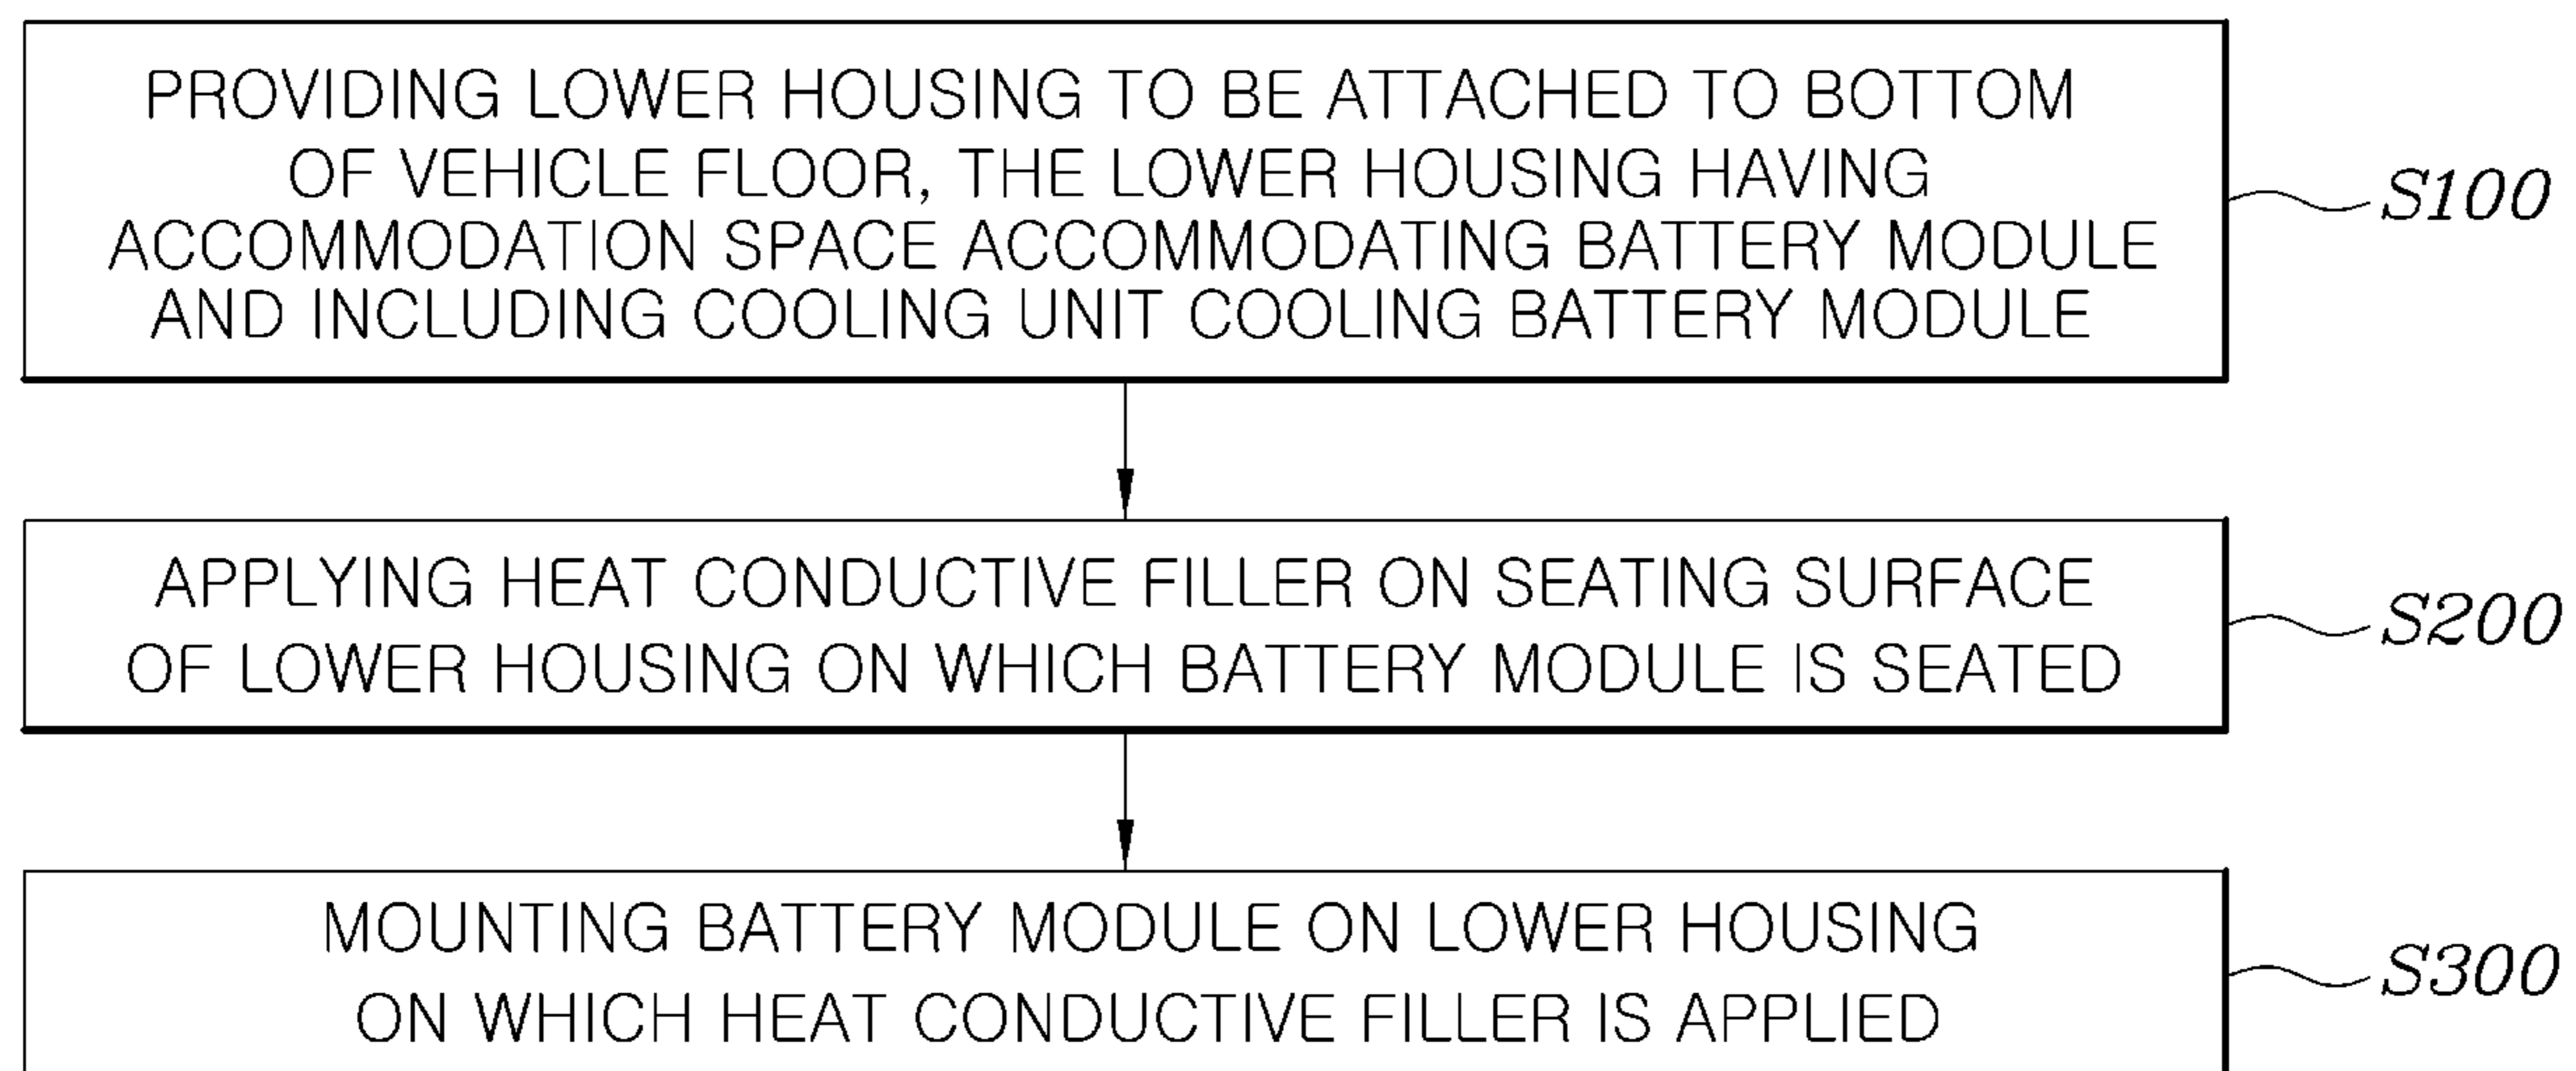 PROVIDING LOWER HOUSING TO BE ATTACHED TO BOTTOM
OF VEHICLE FLOOR, THE LOWER HOUSING HAVING
ACCOMMODATION SPACE ACCOMMODATING BATTERY MODULE
AND INCLUDING COOLING UNIT COOLING BATTERY MODULE
S100
APPLYING HEAT CONDUCTIVE FILLER ON SEATING SURFACE
OF LOWER HOUSING ON WHICH BATTERY MODULE IS SEATED
S200
MOUNTING BATTERY MODULE ON LOWER HOUSING
ON WHICH HEAT CONDUCTIVE FILLER IS APPLIED
S300